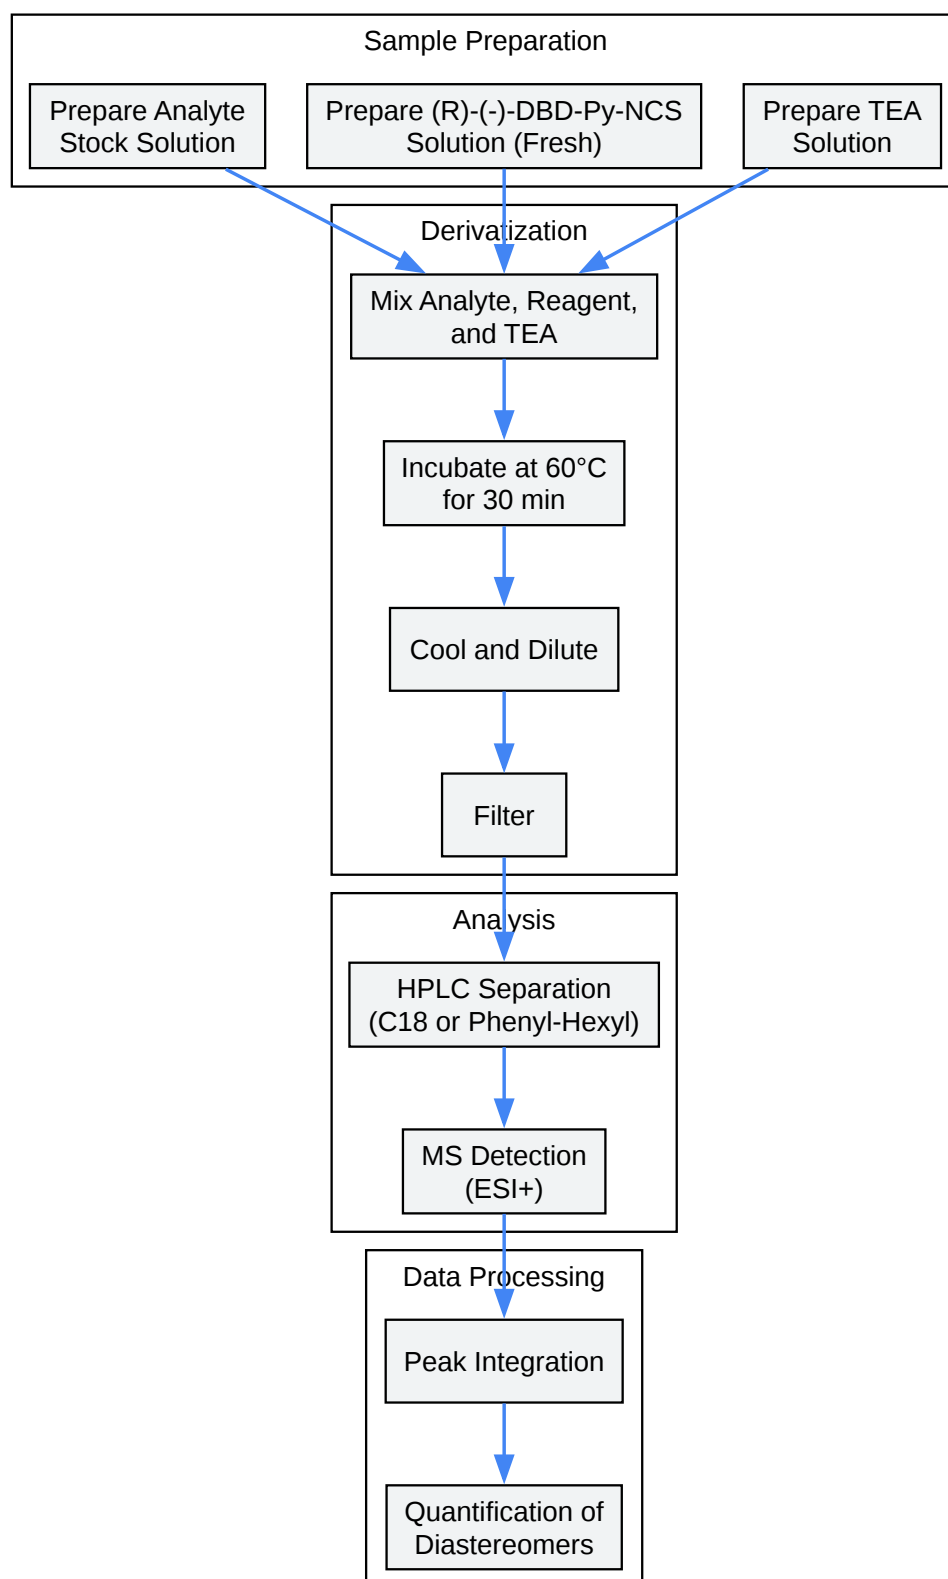 Sample Preparation
Prepare Analyte
Stock Solution
Prepare (R)-(-)-DBD-Py-NCS
Solution (Fresh)
Prepare TEA
Solution
Derivatization
Mix Analyte, Reagent,
and TEA
Incubate at 60°C
for 30 min
Cool and Dilute
Filter
Analysis
HPLC Separation
(C18 or Phenyl-Hexyl)
MS Detection
(ESI+)
Data Processing
Peak Integration
Quantification of
Diastereomers